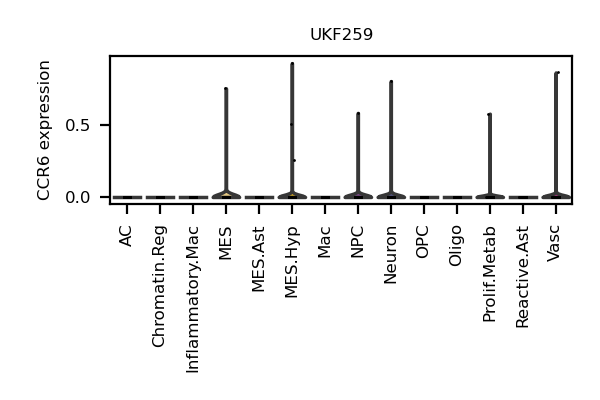 UKF259
CCR6 expression
0.5
0.0
AC
Chromatin.Reg
Inflammatory.Mac
MES
MES.Ast
MES.Hyp
Mac
NPC
Neuron
OPC
Oligo
Prolif.Metab
Reactive.Ast
Vasc